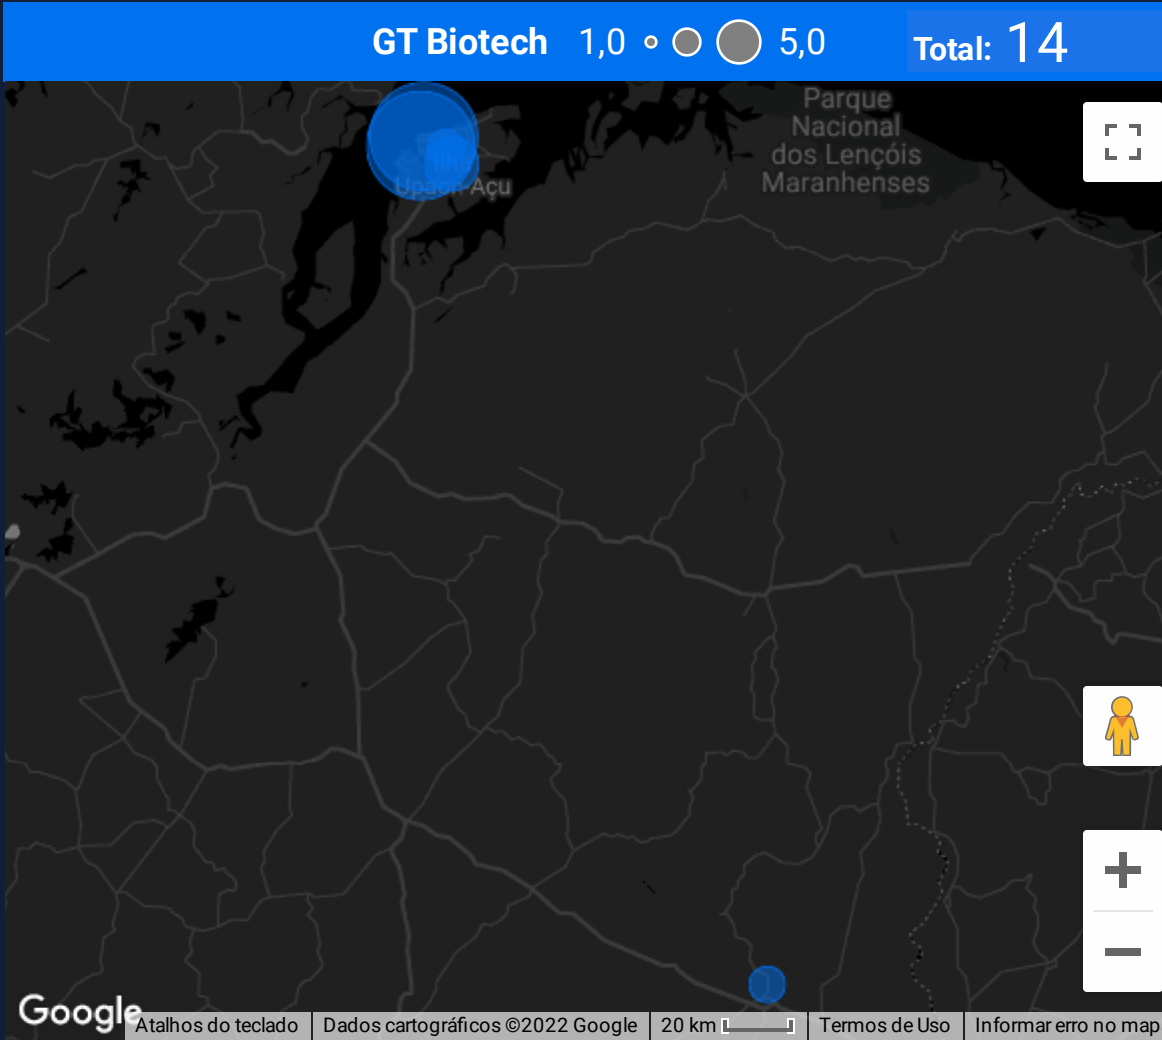 GT Biotech 1,0 5,0 Total: 14
Parque
Nacional
dos Lençóis
Maranhenses
Ilha
Upaon-Açu
Google
Atalhos do teclado
Dados cartográficos ©2022 Google
20 km
Termos de Uso
Informar erro no map